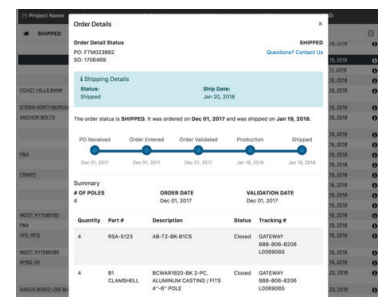 Project Name
SHIPPED
Order Details
×
Order Detail Status
SHIPPED
PO: FTM023862
Questions? Contact Us
SO: 1706469
Shipping Details
Status:
Ship Date:
Shipped
Jan 20, 2018
The order status is SHIPPED. It was ordered on Dec 01, 2017 and was shipped on Jan 19, 2018.
PO Received Order Entered Order Validated Production Shipped
Dec 01, 2017 Dec 01, 2017 Dec 01, 2017 Jan 18, 2018 Jan 19, 2018
Summary
# OF POLES ORDER DATE VALIDATION DATE
4 Dec 01, 2017 Dec 01, 2017
Quantity Part # Description Status Tracking #
4 RSA-5123 AB-T2-BK-B1CS Closed GATEWAY
888-806-8206
L0069065
4 B1 BCWAR1B20-BK 2-PC. Closed GATEWAY
CLAMSHELL ALUMINUM CASTING / FITS 888-806-8206
4"-6" POLE L0069065
COAST HILLS BANK
ANCHOR BOLTS
P&A
P&A